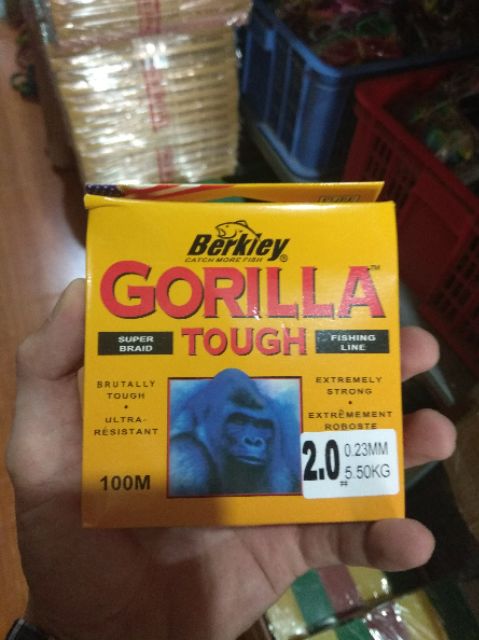 Berkley®
CATCH MORE FISH
GORILLA™
TOUGH
SUPER
BRAID
FISHING
LINE
BRUTALLY
TOUGH
•
ULTRA-
RÉSISTANT
EXTREMELY
STRONG
•
EXTRÊMEMENT
ROBOSTE
100M
2.0#
0.23MM
5.50KG